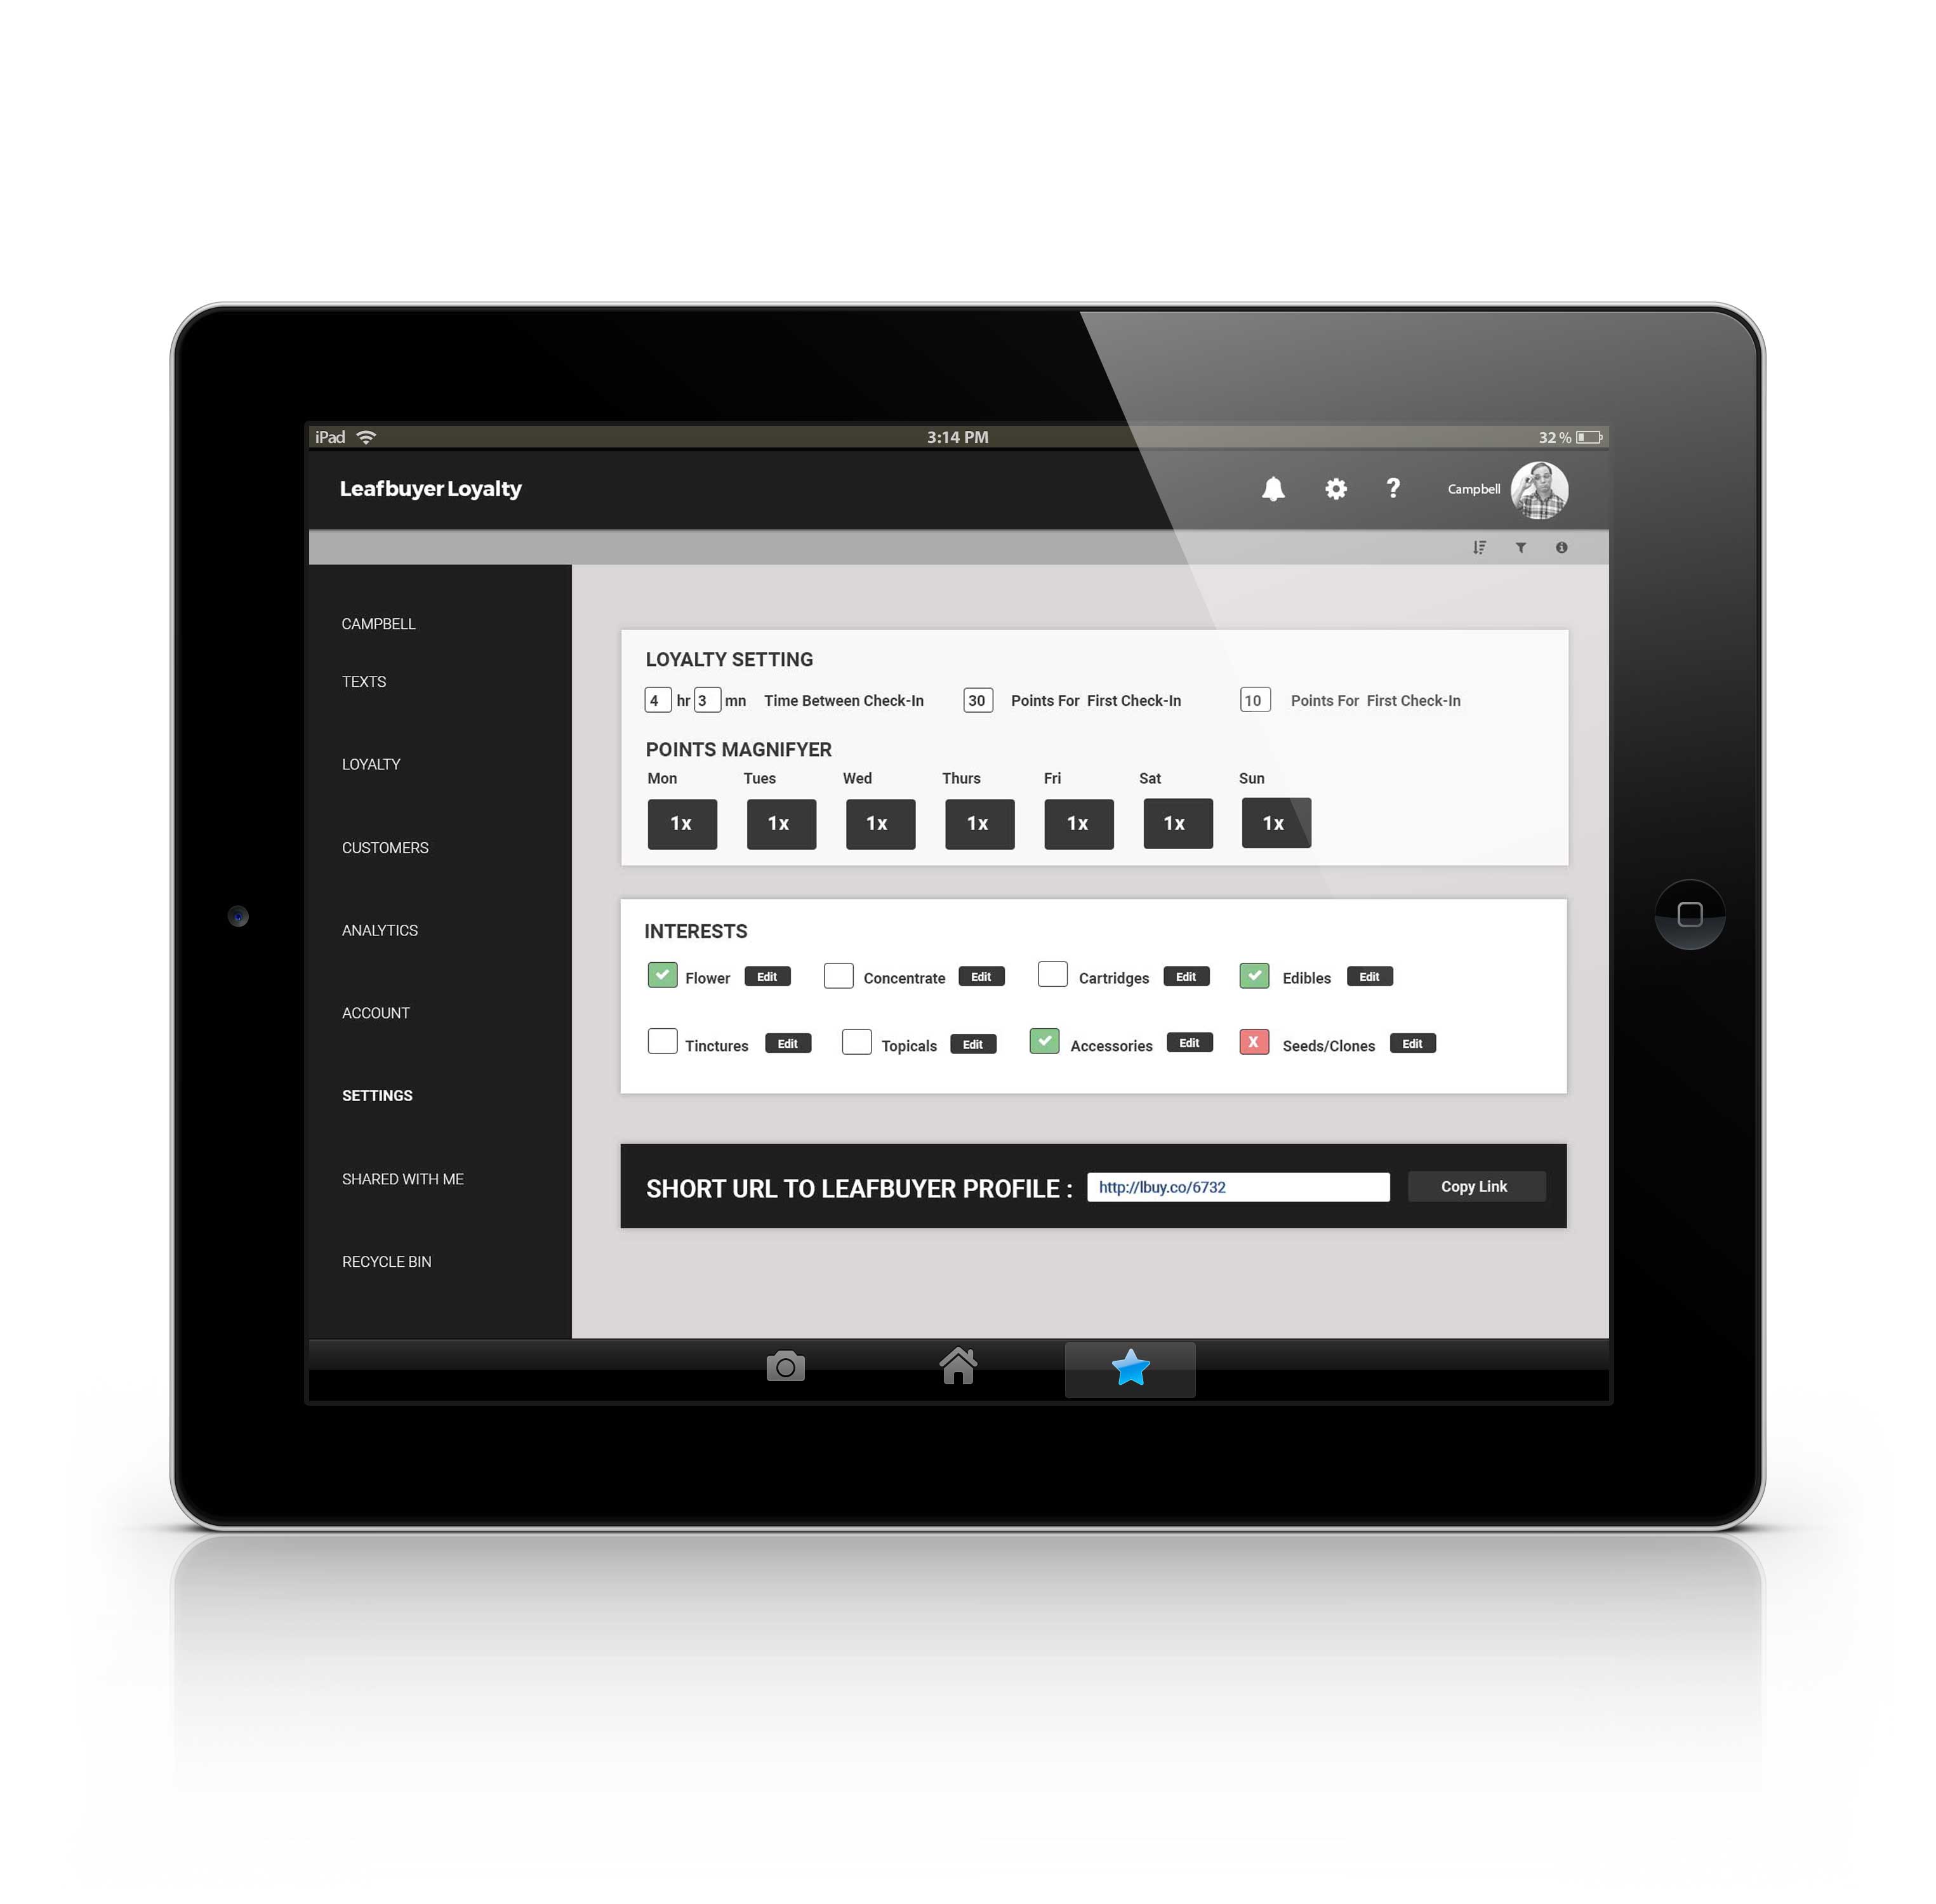 iPad 3:14 PM 32 %
Leafbuyer Loyalty ? Campbell
CAMPBELL
TEXTS
LOYALTY
CUSTOMERS
ANALYTICS
ACCOUNT
SETTINGS
SHARED WITH ME
RECYCLE BIN
LOYALTY SETTING
4 hr 3 mn Time Between Check-In 30 Points For First Check-In 10 Points For First Check-In
POINTS MAGNIFYER
Mon Tues Wed Thurs Fri Sat Sun
1x 1x 1x 1x 1x 1x 1x
INTERESTS
Flower Edit Concentrate Edit Cartridges Edit Edibles Edit
Tinctures Edit Topicals Edit Accessories Edit X Seeds/Clones Edit
SHORT URL TO LEAFBUYER PROFILE : http://lbuy.co/6732 Copy Link